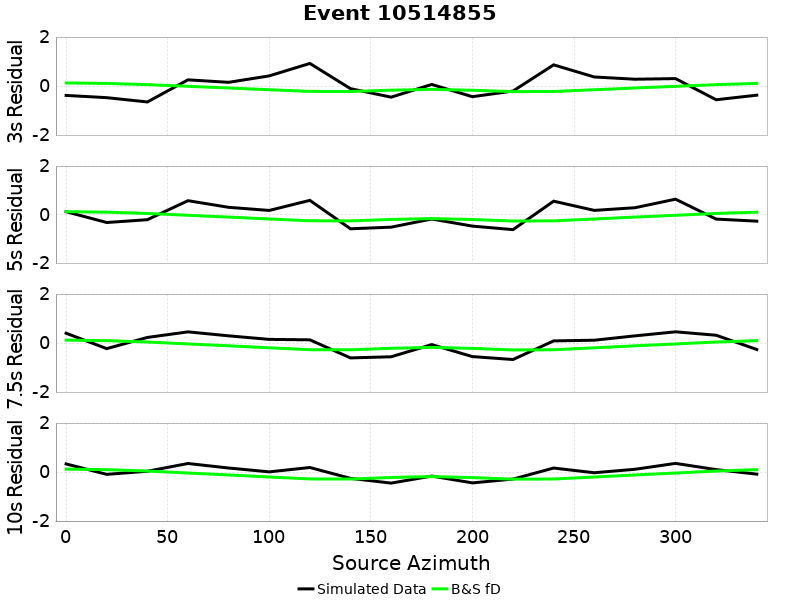 Event 10514855
3s Residual
2
0
-2
5s Residual
2
0
-2
7.5s Residual
2
0
-2
10s Residual
2
0
-2
0 50 100 150 200 250 300
Source Azimuth
Simulated Data B&S fD